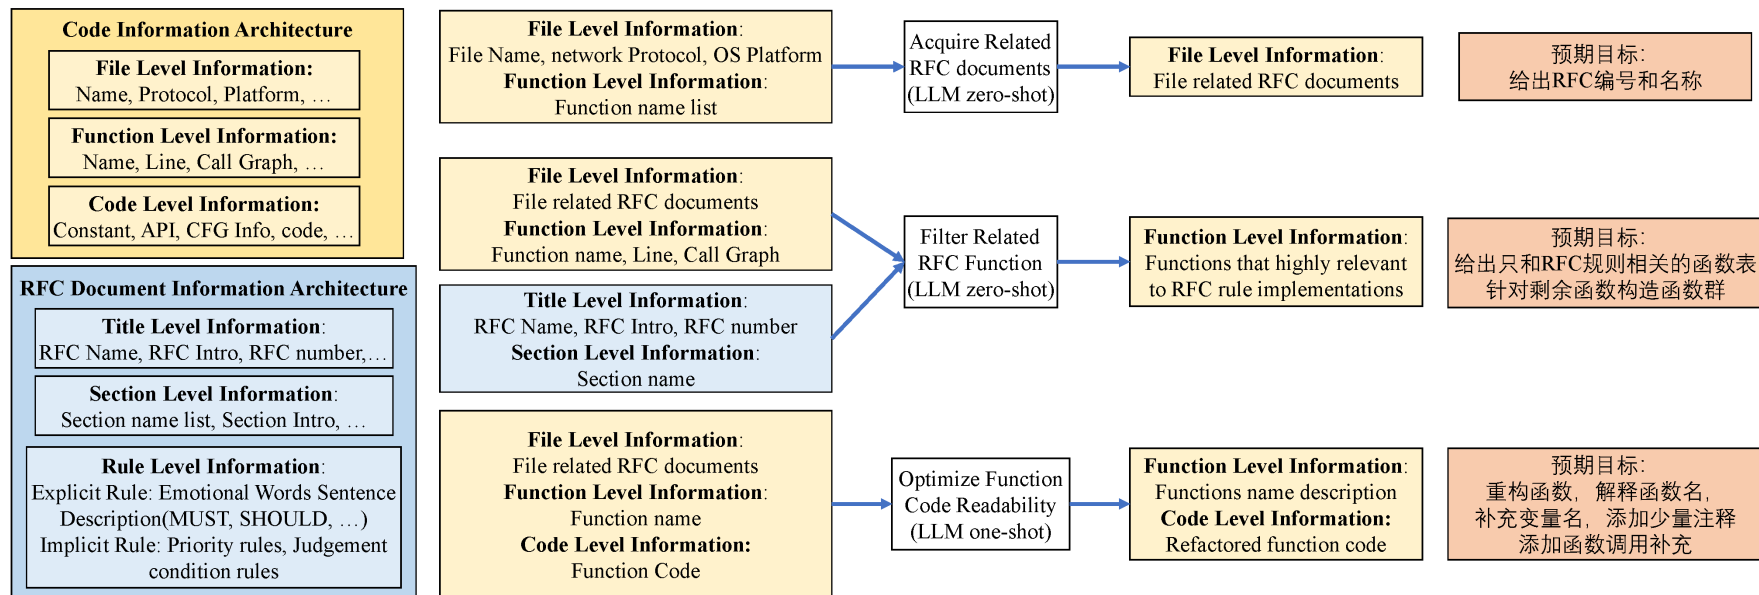 Code Information Architecture
File Level Information:
Name, Protocol, Platform, …
Function Level Information:
Name, Line, Call Graph, …
Code Level Information:
Constant, API, CFG Info, code, …
RFC Document Information Architecture
Title Level Information:
RFC Name, RFC Intro, RFC number,…
Section Level Information:
Section name list, Section Intro, …
Rule Level Information:
Explicit Rule: Emotional Words Sentence
Description(MUST, SHOULD, …)
Implicit Rule: Priority rules, Judgement
condition rules
File Level Information:
File Name, network Protocol, OS Platform
Function Level Information:
Function name list
Acquire Related
RFC documents
(LLM zero-shot)
File Level Information:
File related RFC documents
预期目标:
给出RFC编号和名称
File Level Information:
File related RFC documents
Function Level Information:
Function name, Line, Call Graph
Title Level Information:
RFC Name, RFC Intro, RFC number
Section Level Information:
Section name
Filter Related
RFC Function
(LLM zero-shot)
Function Level Information:
Functions that highly relevant
to RFC rule implementations
预期目标:
给出只和RFC规则相关的函数表
针对剩余函数构造函数群
File Level Information:
File related RFC documents
Function Level Information:
Function name
Code Level Information:
Function Code
Optimize Function
Code Readability
(LLM one-shot)
Function Level Information:
Functions name description
Code Level Information:
Refactored function code
预期目标:
重构函数，解释函数名，
补充变量名，添加少量注释
添加函数调用补充